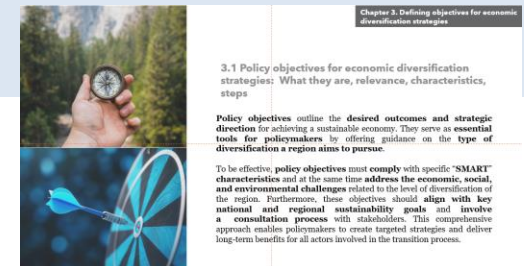 Chapter 3. Defining objectives for economic
diversification strategies
3.1 Policy objectives for economic diversification
strategies: What they are, relevance, characteristics,
steps
Policy objectives outline the desired outcomes and strategic
direction for achieving a sustainable economy. They serve as essential
tools for policymakers by offering guidance on the type of
diversification a region aims to pursue.
To be effective, policy objectives must comply with specific "SMART"
characteristics and at the same time address the economic, social,
and environmental challenges related to the level of diversification of
the region. Furthermore, these objectives should align with key
national and regional sustainability goals and involve
a consultation process with stakeholders. This comprehensive
approach enables policymakers to create targeted strategies and deliver
long-term benefits for all actors involved in the transition process.